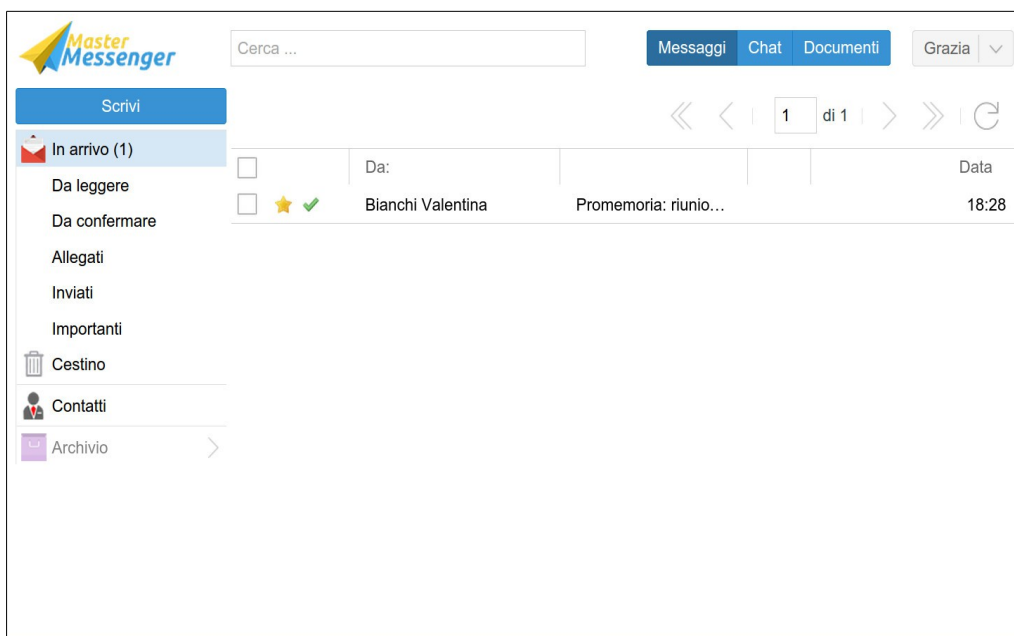 Master
Messenger
Cerca ...
Messaggi Chat Documenti
Grazia
Scrivi
1 di 1
In arrivo (1)
Da leggere
Da confermare
Allegati
Inviati
Importanti
Cestino
Contatti
Archivio
Da: Data
Bianchi Valentina Promemoria: riunio… 18:28